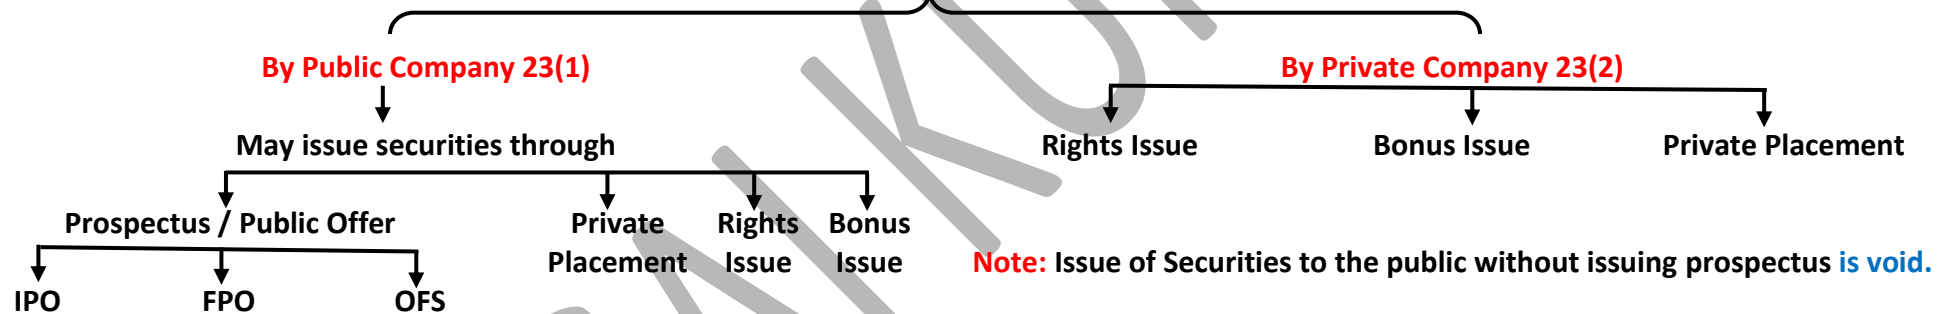 By Public Company 23(1)
By Private Company 23(2)
May issue securities through
Rights Issue
Bonus Issue
Private Placement
Prospectus / Public Offer
Private Placement
Rights Issue
Bonus Issue
Note: Issue of Securities to the public without issuing prospectus is void.
IPO
FPO
OFS